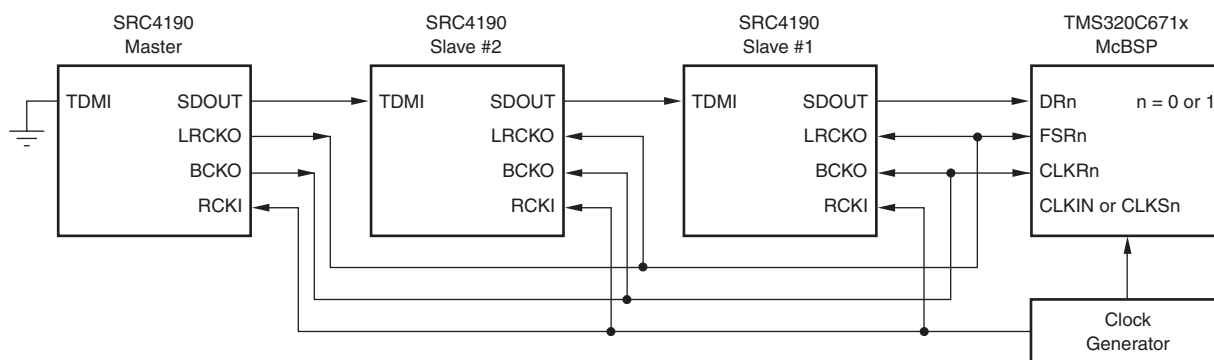 SRC4190
Master
SRC4190
Slave #2
SRC4190
Slave #1
TMS320C671x
McBSP
TDMI
SDOUT
LRCKO
BCKO
RCKI
TDMI
SDOUT
LRCKO
BCKO
RCKI
TDMI
SDOUT
LRCKO
BCKO
RCKI
DRn
n = 0 or 1
FSRn
CLKRn
CLKIN or CLKSn
Clock
Generator